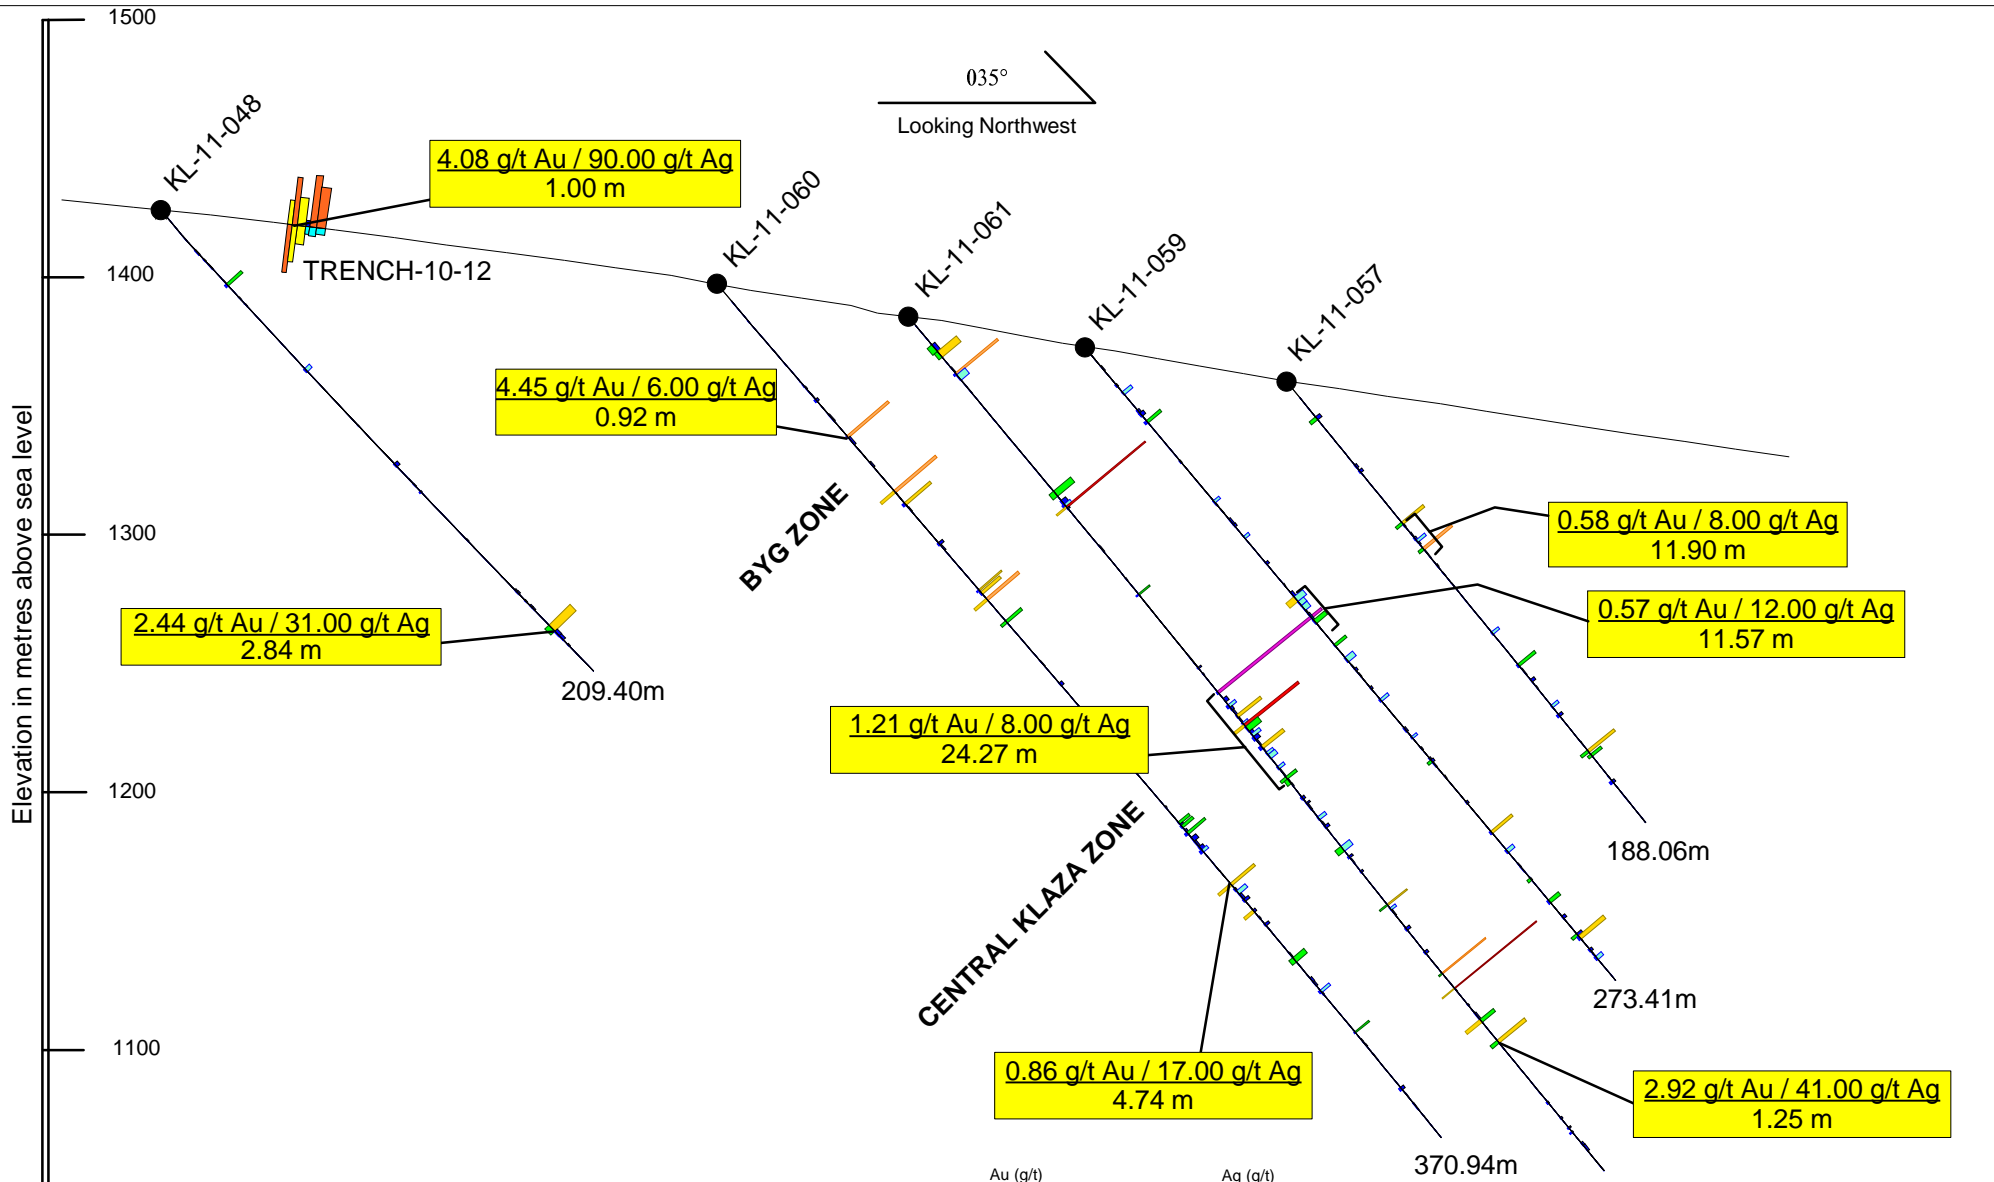 1500
035°
Looking Northwest
KL-11-048
4.08 g/t Au / 90.00 g/t Ag
1.00 m
KL-11-060
KL-11-061
KL-11-059
KL-11-057
1400
TRENCH-10-12
4.45 g/t Au / 6.00 g/t Ag
0.92 m
Elevation in metres above sea level
BYG ZONE
1300
0.58 g/t Au / 8.00 g/t Ag
11.90 m
0.57 g/t Au / 12.00 g/t Ag
11.57 m
2.44 g/t Au / 31.00 g/t Ag
2.84 m
209.40m
1.21 g/t Au / 8.00 g/t Ag
24.27 m
1200
CENTRAL KLAZA ZONE
188.06m
273.41m
1100
0.86 g/t Au / 17.00 g/t Ag
4.74 m
2.92 g/t Au / 41.00 g/t Ag
1.25 m
370.94m
Au (g/t)
Ag (g/t)